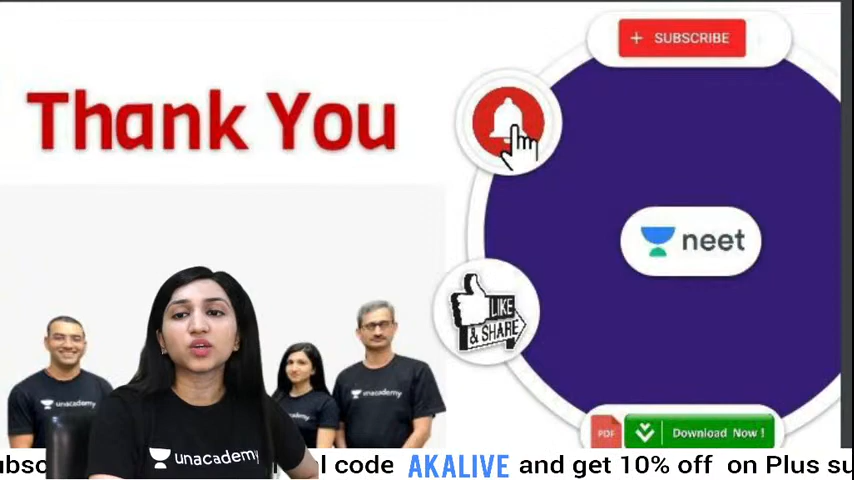 + SUBSCRIBE
Thank You
neet
LIKE
& SHARE
unacademy
unacademy
unacademy
unacademy
PDF
Download Now !
l code AKALIVE and get 10% off on Plus